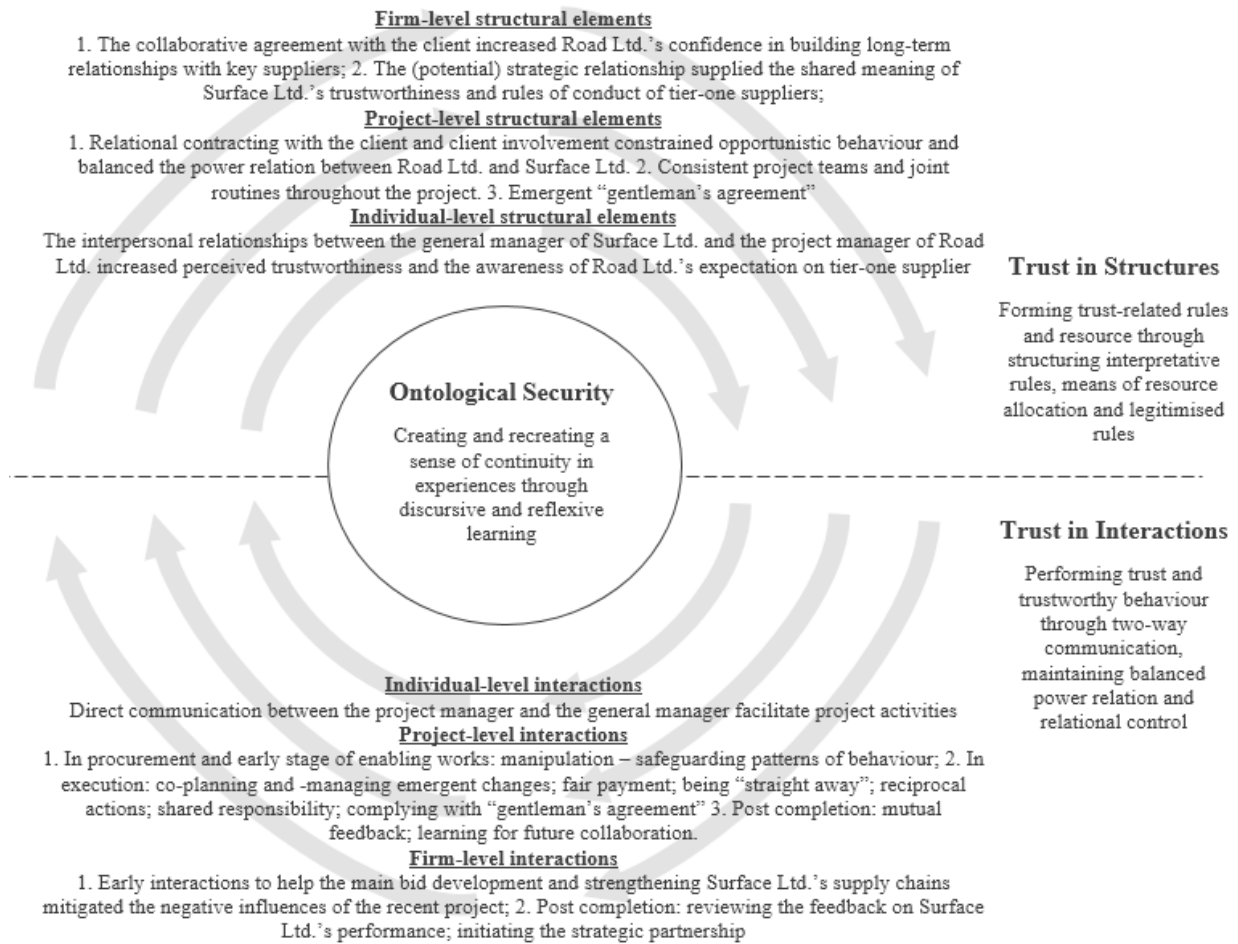 Firm-level structural elements
1. The collaborative agreement with the client increased Road Ltd.'s confidence in building long-term
relationships with key suppliers; 2. The (potential) strategic relationship supplied the shared meaning of
Surface Ltd.'s trustworthiness and rules of conduct of tier-one suppliers;
Project-level structural elements
1. Relational contracting with the client and client involvement constrained opportunistic behaviour and
balanced the power relation between Road Ltd. and Surface Ltd. 2. Consistent project teams and joint
routines throughout the project. 3. Emergent “gentleman's agreement”
Individual-level structural elements
The interpersonal relationships between the general manager of Surface Ltd. and the project manager of Road
Ltd. increased perceived trustworthiness and the awareness of Road Ltd.'s expectation on tier-one supplier
Trust in Structures
Forming trust-related rules
and resource through
structuring interpretative
rules, means of resource
allocation and legitimised
rules
Ontological Security
Creating and recreating a
sense of continuity in
experiences through
discursive and reflexive
learning
Trust in Interactions
Performing trust and
trustworthy behaviour
through two-way
communication,
maintaining balanced
power relation and
relational control
Individual-level interactions
Direct communication between the project manager and the general manager facilitate project activities
Project-level interactions
1. In procurement and early stage of enabling works: manipulation – safeguarding patterns of behaviour; 2. In
execution: co-planning and -managing emergent changes; fair payment; being “straight away”; reciprocal
actions; shared responsibility; complying with “gentleman's agreement” 3. Post completion: mutual
feedback; learning for future collaboration.
Firm-level interactions
1. Early interactions to help the main bid development and strengthening Surface Ltd.'s supply chains
mitigated the negative influences of the recent project; 2. Post completion: reviewing the feedback on Surface
Ltd.'s performance; initiating the strategic partnership